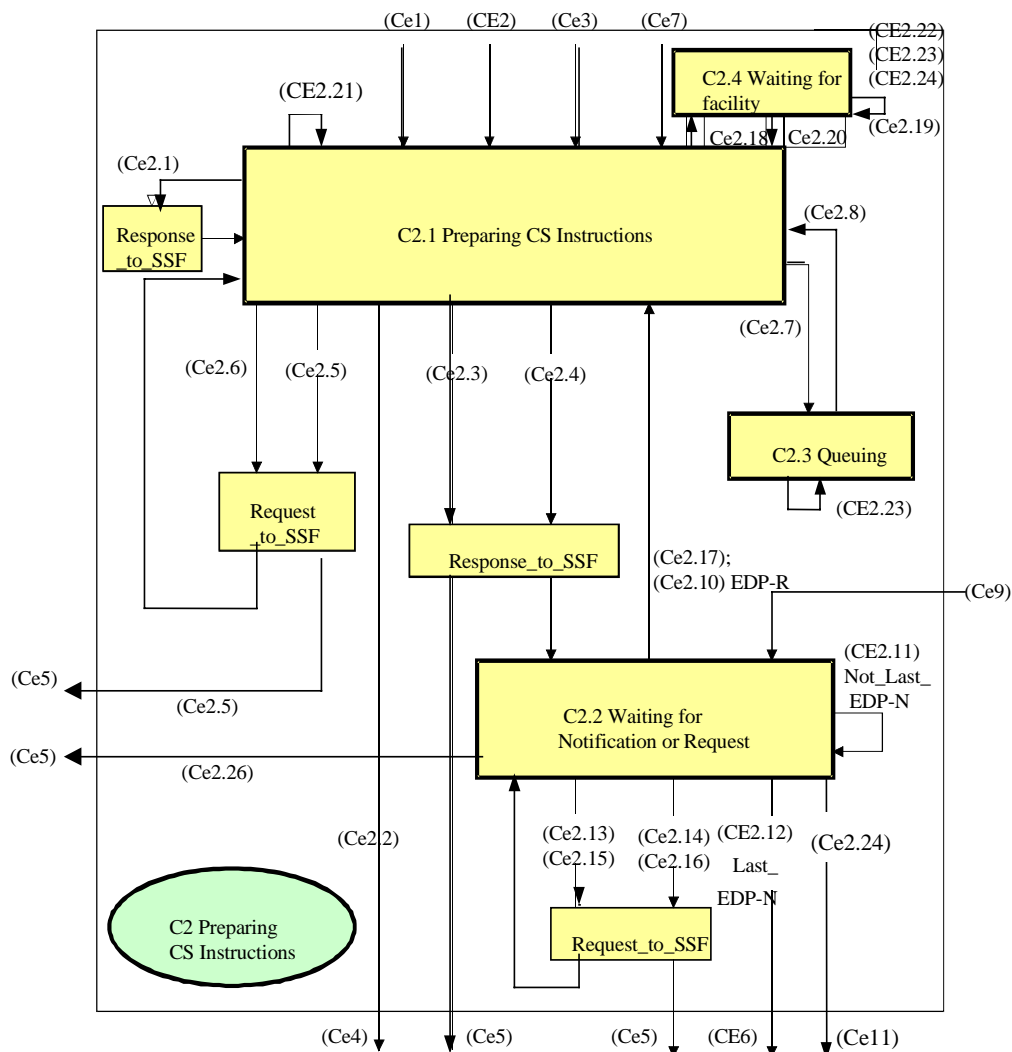 (Ce1)
(CE2)
(Ce3)
(Ce7)
(CE2.22)
(CE2.23)
(CE2.24)
C2.4 Waiting for
facility
(CE2.21)
(Ce2.19)
Ce2.18
Ce2.20
(Ce2.1)
(Ce2.8)
Response
_to_SSF
C2.1 Preparing CS Instructions
(Ce2.7)
(Ce2.6)
(Ce2.5)
(Ce2.3)
(Ce2.4)
C2.3 Queuing
(CE2.23)
Request
_to_SSF
Response_to_SSF
(Ce2.17);
(Ce2.10) EDP-R
(Ce9)
(CE2.11)
Not_Last_
EDP-N
(Ce5)
(Ce2.5)
C2.2 Waiting for
Notification or Request
(Ce5)
(Ce2.26)
(Ce2.2)
(Ce2.13)
(Ce2.15)
(Ce2.14)
(Ce2.16)
(CE2.12)
Last_
EDP-N
(Ce2.24)
C2 Preparing
CS Instructions
Request_to_SSF
(Ce4)
(Ce5)
(Ce5)
(CE6)
(Ce11)